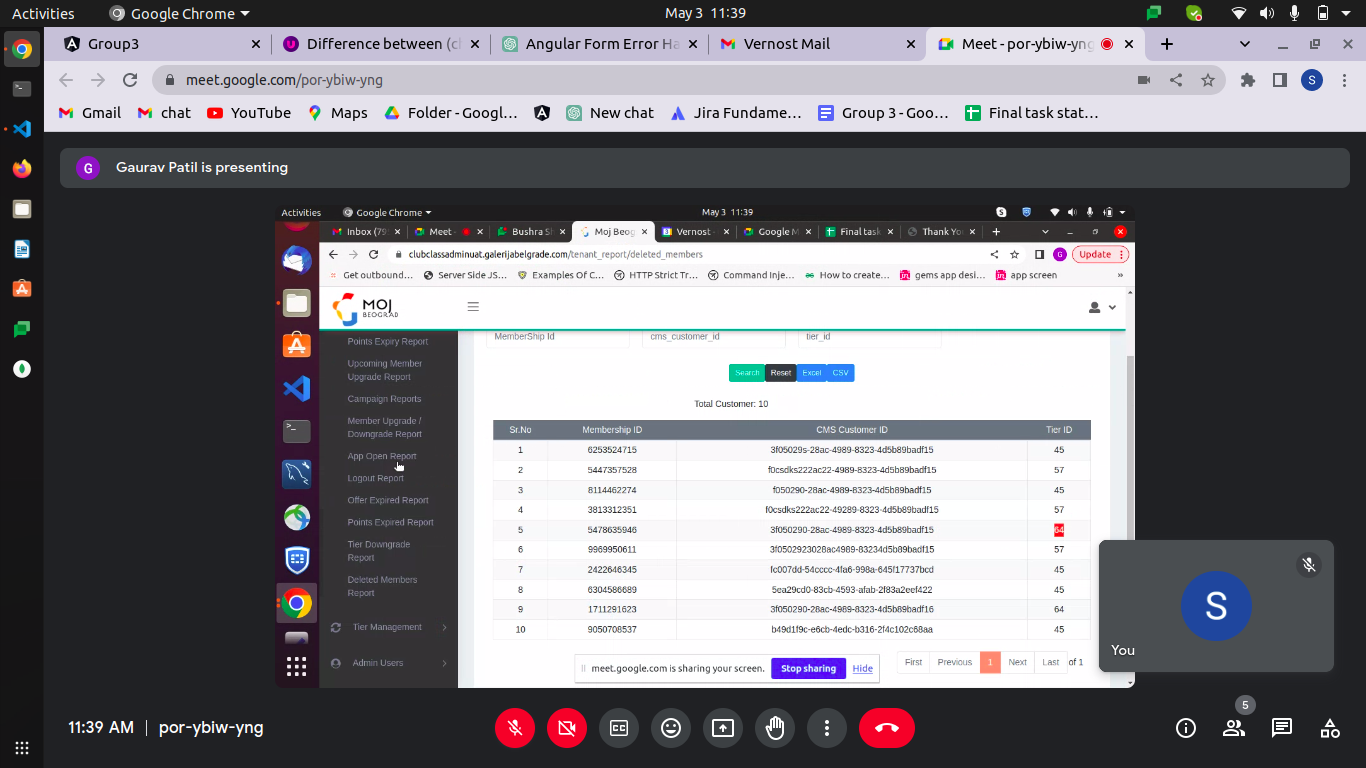 Activities Google Chrome May 3 11:39
Group3 Difference between (cl Angular Form Error Ha Vernost Mail Meet - por-ybiw-yng
meet.google.com/por-ybiw-yng S
Gmail chat YouTube Maps Folder - Googl… New chat Jira Fundame… Group 3 - Goo… Final task stat…
G Gaurav Patil is presenting
Activities Google Chrome May 3 11:39
Inbox (79 Meet - Bushra Sh Moj Beog Vernost - Google M Final task Thank Yo
clubclassadminuat.galerijabelgrade.com/tenant_report/deleted_members G Update
Get outbound… Server Side JS… Examples Of C… HTTP Strict Tr… Command Inje… How to create… gems app desi… app screen »
MOJ
BEOGRAD
MemberShip Id cms_customer_id tier_id
Points Expiry Report
Upcoming Member
Upgrade Report
Campaign Reports
Member Upgrade /
Downgrade Report
App Open Report
Logout Report
Offer Expired Report
Points Expired Report
Tier Downgrade
Report
Deleted Members
Report
Tier Management
Admin Users
Search Reset Excel CSV
Total Customer: 10
Sr.No Membership ID CMS Customer ID Tier ID
1 6253524715 3f05029s-28ac-4989-8323-4d5b89badf15 45
2 5447357528 f0csdks222ac22-4989-8323-4d5b89badf15 57
3 8114462274 f050290-28ac-4989-8323-4d5b89badf15 45
4 3813312351 f0csdks222ac22-49289-8323-4d5b89badf15 57
5 5478635946 3f050290-28ac-4989-8323-4d5b89badf15 64
6 9969950611 3f0502923028ac4989-83234d5b89badf15 57
7 2422646345 fc007dd-54cccc-4fa6-998a-645f17737bcd 45
8 6304586689 5ea29cd0-83cb-4593-afab-2f83a2eef422 45
9 1711291623 3f050290-28ac-4989-8323-4d5b89badf16 64
10 9050708537 b49d1f9c-e6cb-4edc-b316-2f4c102c68aa 45
meet.google.com is sharing your screen. Stop sharing Hide
First Previous 1 Next Last of 1
S
You
11:39 AM | por-ybiw-yng
CC
5